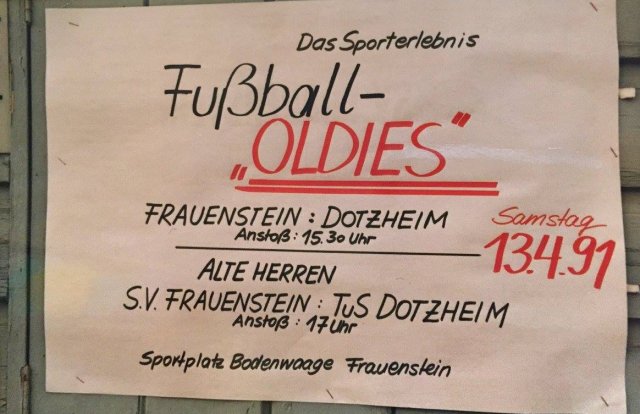 Das Sporterlebnis
Fußball-
„OLDIES"
FRAUENSTEIN : DOTZHEIM
Anstoß: 15.30 Uhr
Samstag
13.4.91
ALTE HERREN
S.V. FRAUENSTEIN : TuS DOTZHEIM
Anstoß: 17 Uhr
Sportplatz Bodenwaage Frauenstein